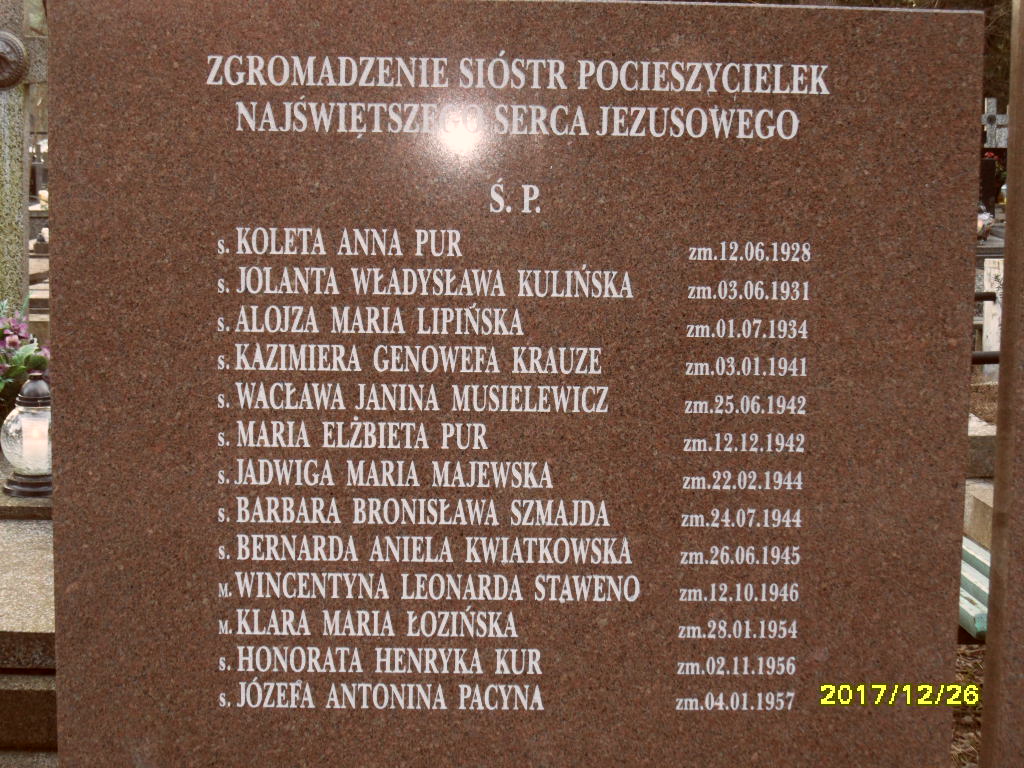 ZGROMADZENIE SIÓSTR POCIESZYCIELEK
NAJŚWIĘTSZEGO SERCA JEZUSOWEGO
Ś. P.
s. KOLETA ANNA PUR zm.12.06.1928
s. JOLANTA WŁADYSŁAWA KULIŃSKA zm.03.06.1931
s. ALOJZA MARIA LIPIŃSKA zm.01.07.1934
s. KAZIMIERA GENOWEFA KRAUZE zm.03.01.1941
s. WACŁAWA JANINA MUSIELEWICZ zm.25.06.1942
s. MARIA ELŻBIETA PUR zm.12.12.1942
s. JADWIGA MARIA MAJEWSKA zm.22.02.1944
s. BARBARA BRONISŁAWA SZMAJDA zm.24.07.1944
s. BERNARDA ANIELA KWIATKOWSKA zm.26.06.1945
M. WINCENTYNA LEONARDA STAWENO zm.12.10.1946
M. KLARA MARIA ŁOZIŃSKA zm.28.01.1954
s. HONORATA HENRYKA KUR zm.02.11.1956
s. JÓZEFA ANTONINA PACYNA zm.04.01.1957
2017/12/26